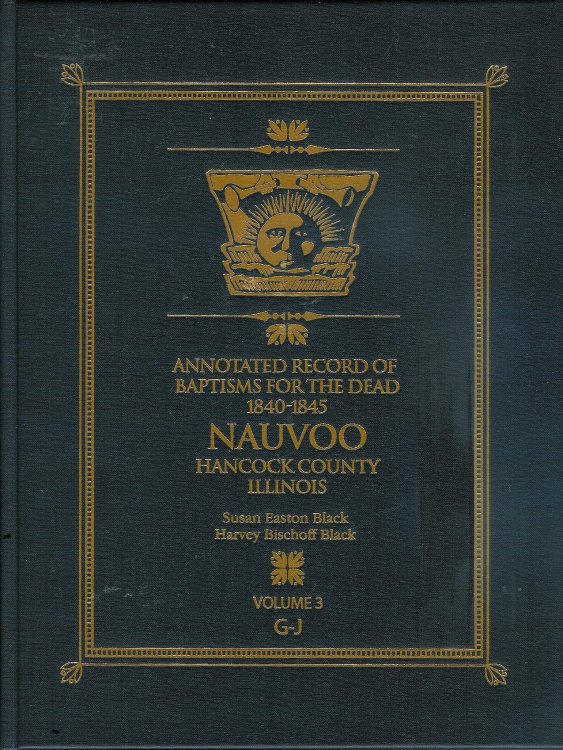 ANNOTATED RECORD OF
BAPTISMS FOR THE DEAD
1840-1845
NAUVOO
HANCOCK COUNTY
ILLINOIS
Susan Easton Black
Harvey Bischoff Black
VOLUME 3
G-J